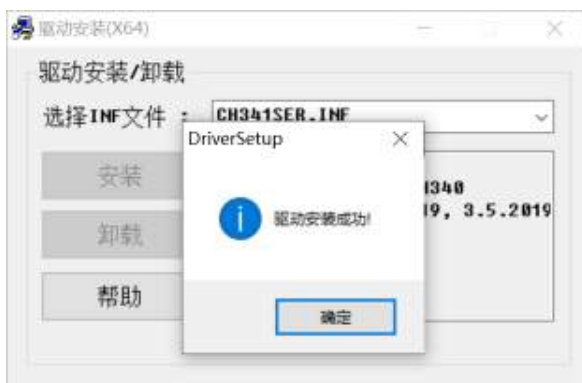 驱动安装(X64)
驱动安装/卸载
选择INF文件 :
CH341SER.INF
DriverSetup
安装
H340
19, 3.5.2019
驱动安装成功!
卸载
帮助
确定